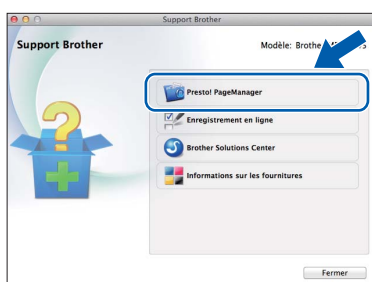 Support Brother
Support Brother
Modèle: Brothe
Presto! PageManager
Enregistrement en ligne
Brother Solutions Center
Informations sur les fournitures
Fermer